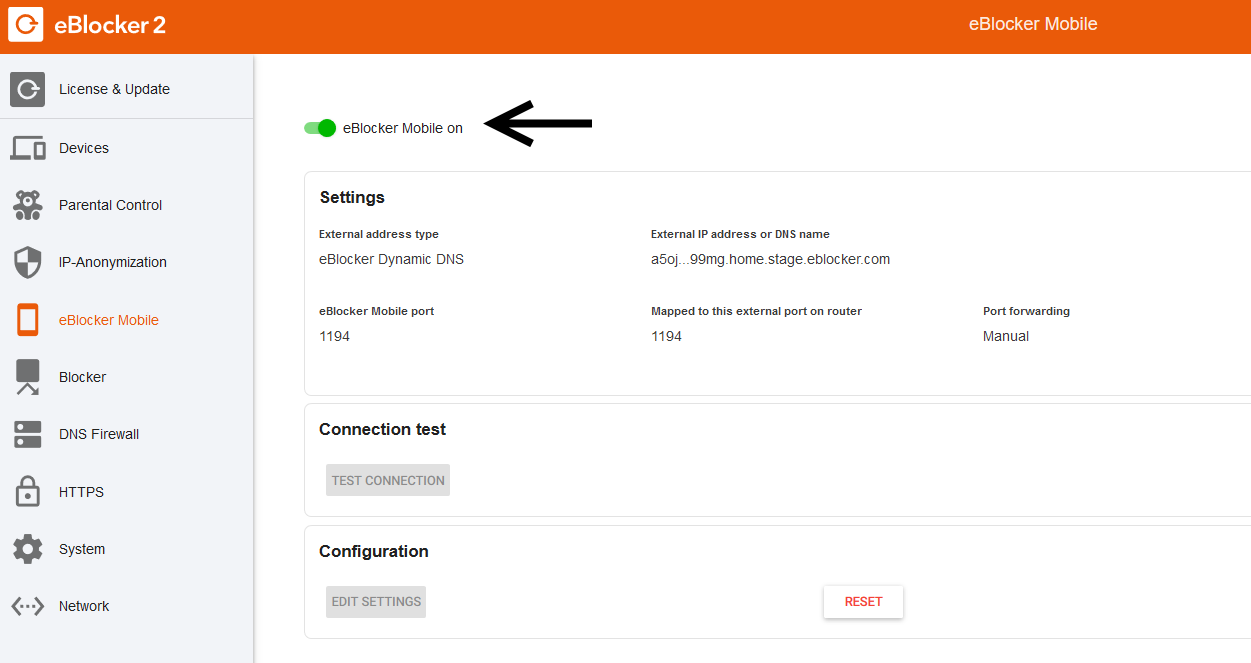 eBlocker 2
eBlocker Mobile
License & Update
Devices
Parental Control
IP-Anonymization
eBlocker Mobile
Blocker
DNS Firewall
HTTPS
System
Network
eBlocker Mobile on
Settings
External address type
External IP address or DNS name
eBlocker Dynamic DNS
a5oj...99mg.home.stage.eblocker.com
eBlocker Mobile port
Mapped to this external port on router
Port forwarding
1194
1194
Manual
Connection test
TEST CONNECTION
Configuration
EDIT SETTINGS
RESET